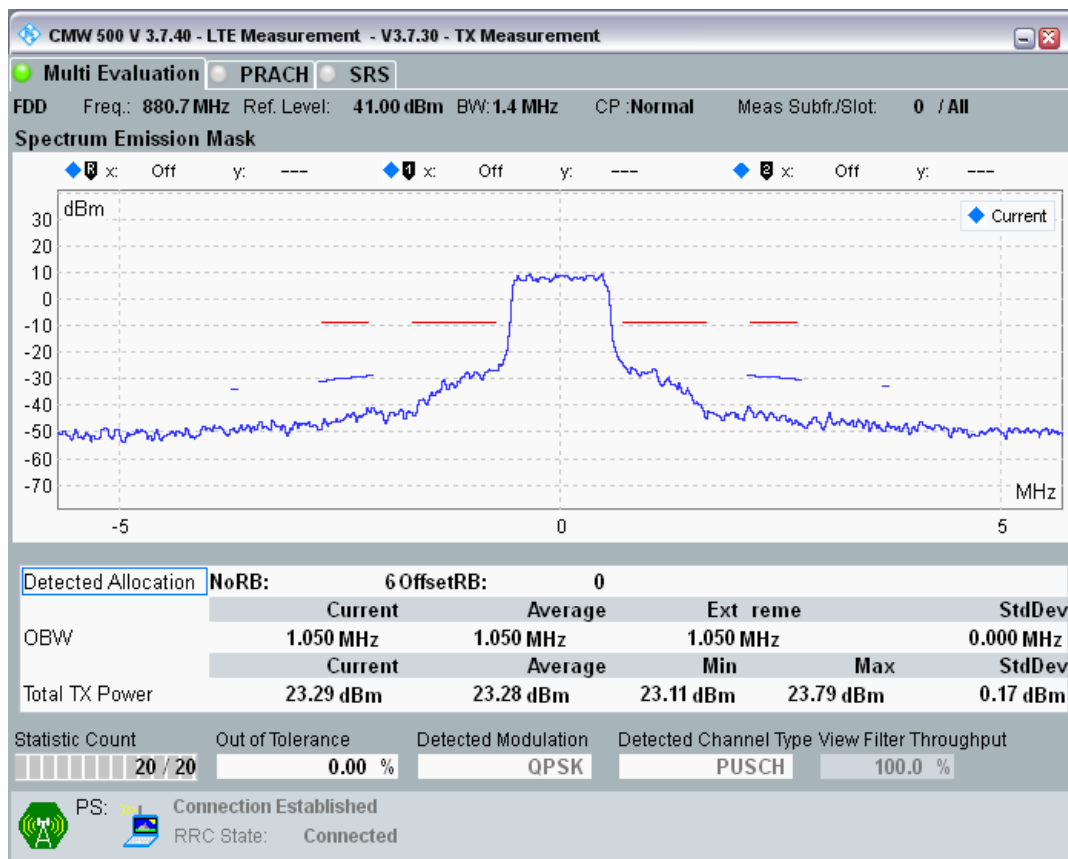 CMW 500 V 3.7.40 - LTE Measurement - V3.7.30 - TX Measurement
Multi Evaluation PRACH SRS
FDD Freq.: 880.7 MHz Ref. Level: 41.00 dBm BW: 1.4 MHz CP :Normal Meas Subfr./Slot: 0 / All
Spectrum Emission Mask
R x: Off y: --- 1 x: Off y: --- 2 x: Off y: ---
dBm
Current
30
20
10
0
-10
-20
-30
-40
-50
-60
-70
MHz
-5 0 5
Detected Allocation NoRB: 6 OffsetRB: 0
Current Average Ext reme StdDev
OBW 1.050 MHz 1.050 MHz 1.050 MHz 0.000 MHz
Current Average Min Max StdDev
Total TX Power 23.29 dBm 23.28 dBm 23.11 dBm 23.79 dBm 0.17 dBm
Statistic Count Out of Tolerance Detected Modulation Detected Channel Type View Filter Throughput
20 / 20 0.00 % QPSK PUSCH 100.0 %
PS: Connection Established
RRC State: Connected